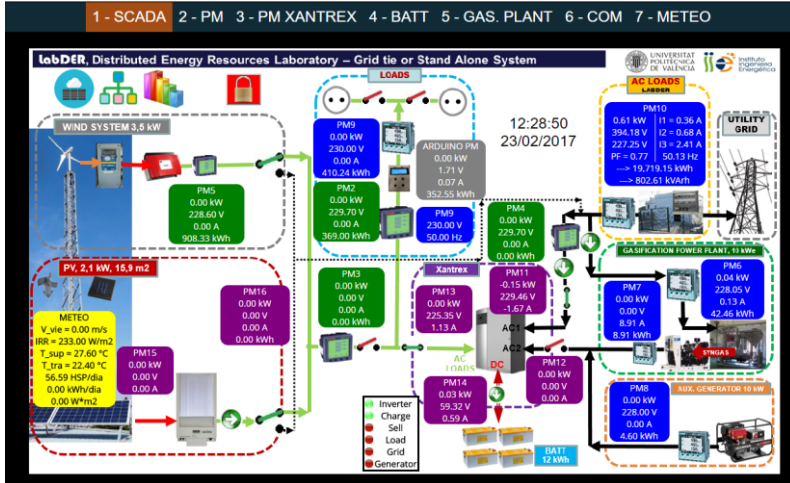 1 - SCADA 2 - PM 3 - PM XANTREX 4 - BATT 5 - GAS. PLANT 6 - COM 7 - METEO
LabDER, Distributed Energy Resources Laboratory – Grid tie or Stand Alone System
UNIVERSITAT
POLITÈCNICA
DE VALÈNCIA
Instituto
Ingeniería
Energética
WIND SYSTEM 3,5 kW
PM5
0.00 kW
228.60 V
0.00 A
908.33 kWh
LOADS
PM9
0.00 kW
230.00 V
0.00 A
410.24 kWh
PM2
0.00 kW
229.70 V
0.00 A
369.00 kWh
ARDUINO PM
0.00 kW
1.71 V
0.07 A
352.55 kWh
PM9
230.00 V
50.00 Hz
12:28:50
23/02/2017
AC LOADS
LABDER
PM10
0.61 kW I1 = 0.36 A
394.18 kW I2 = 0.68 A
227.25 V I3 = 2.41 A
PF = 0.77 50.13 Hz
---> 19,719.15 kWh
---> 802.61 kVArh
UTILITY
GRID
PM4
0.00 kW
229.70 V
0.00 A
0.00 kWh
GASIFICATION POWER PLANT, 10 kWe
PM6
0.04 kW
228.05 V
0.13 A
42.46 kWh
PM7
0.00 kW
0.00 V
8.91 A
8.91 kWh
SYNGAS
PV, 2,1 kW, 15,9 m2
METEO
V_vie = 0.00 m/s
IRR = 233.00 W/m2
T_sup = 27.60 ºC
T_tra = 22.40 ºC
56.59 HSP/dia
0.00 kWh/dia
0.00 W*m2
PM16
0.00 kW
0.00 V
0.00 A
0.00 kWh
PM15
0.00 kW
0.00 V
0.00 A
PM3
0.00 kW
0.00 V
0.00 A
0.00 kWh
Xantrex
PM13
0.00 kW
225.35 V
1.13 A
PM11
-0.15 kW
229.46 V
-1.67 A
AC1
AC2
AC
LOADS
DC
PM12
0.00 kW
0.00 V
0.00 A
PM14
0.03 kW
59.32 V
0.59 A
Inverter
Charge
Sell
Load
Grid
Generator
BATT
12 kWh
AUX. GENERATOR 10 kW
PM8
0.00 kW
228.00 V
0.00 A
4.60 kWh